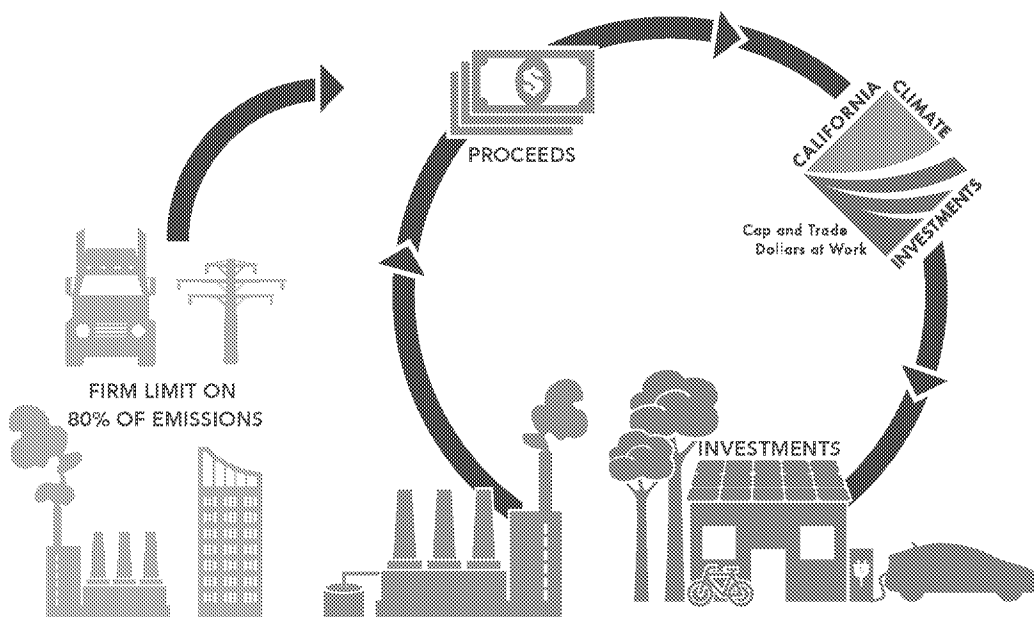 $
PROCEEDS
CALIFORNIA
CLIMATE
INVESTMENTS
Cap and Trade
Dollars at Work
FIRM LIMIT ON
80% OF EMISSIONS
INVESTMENTS